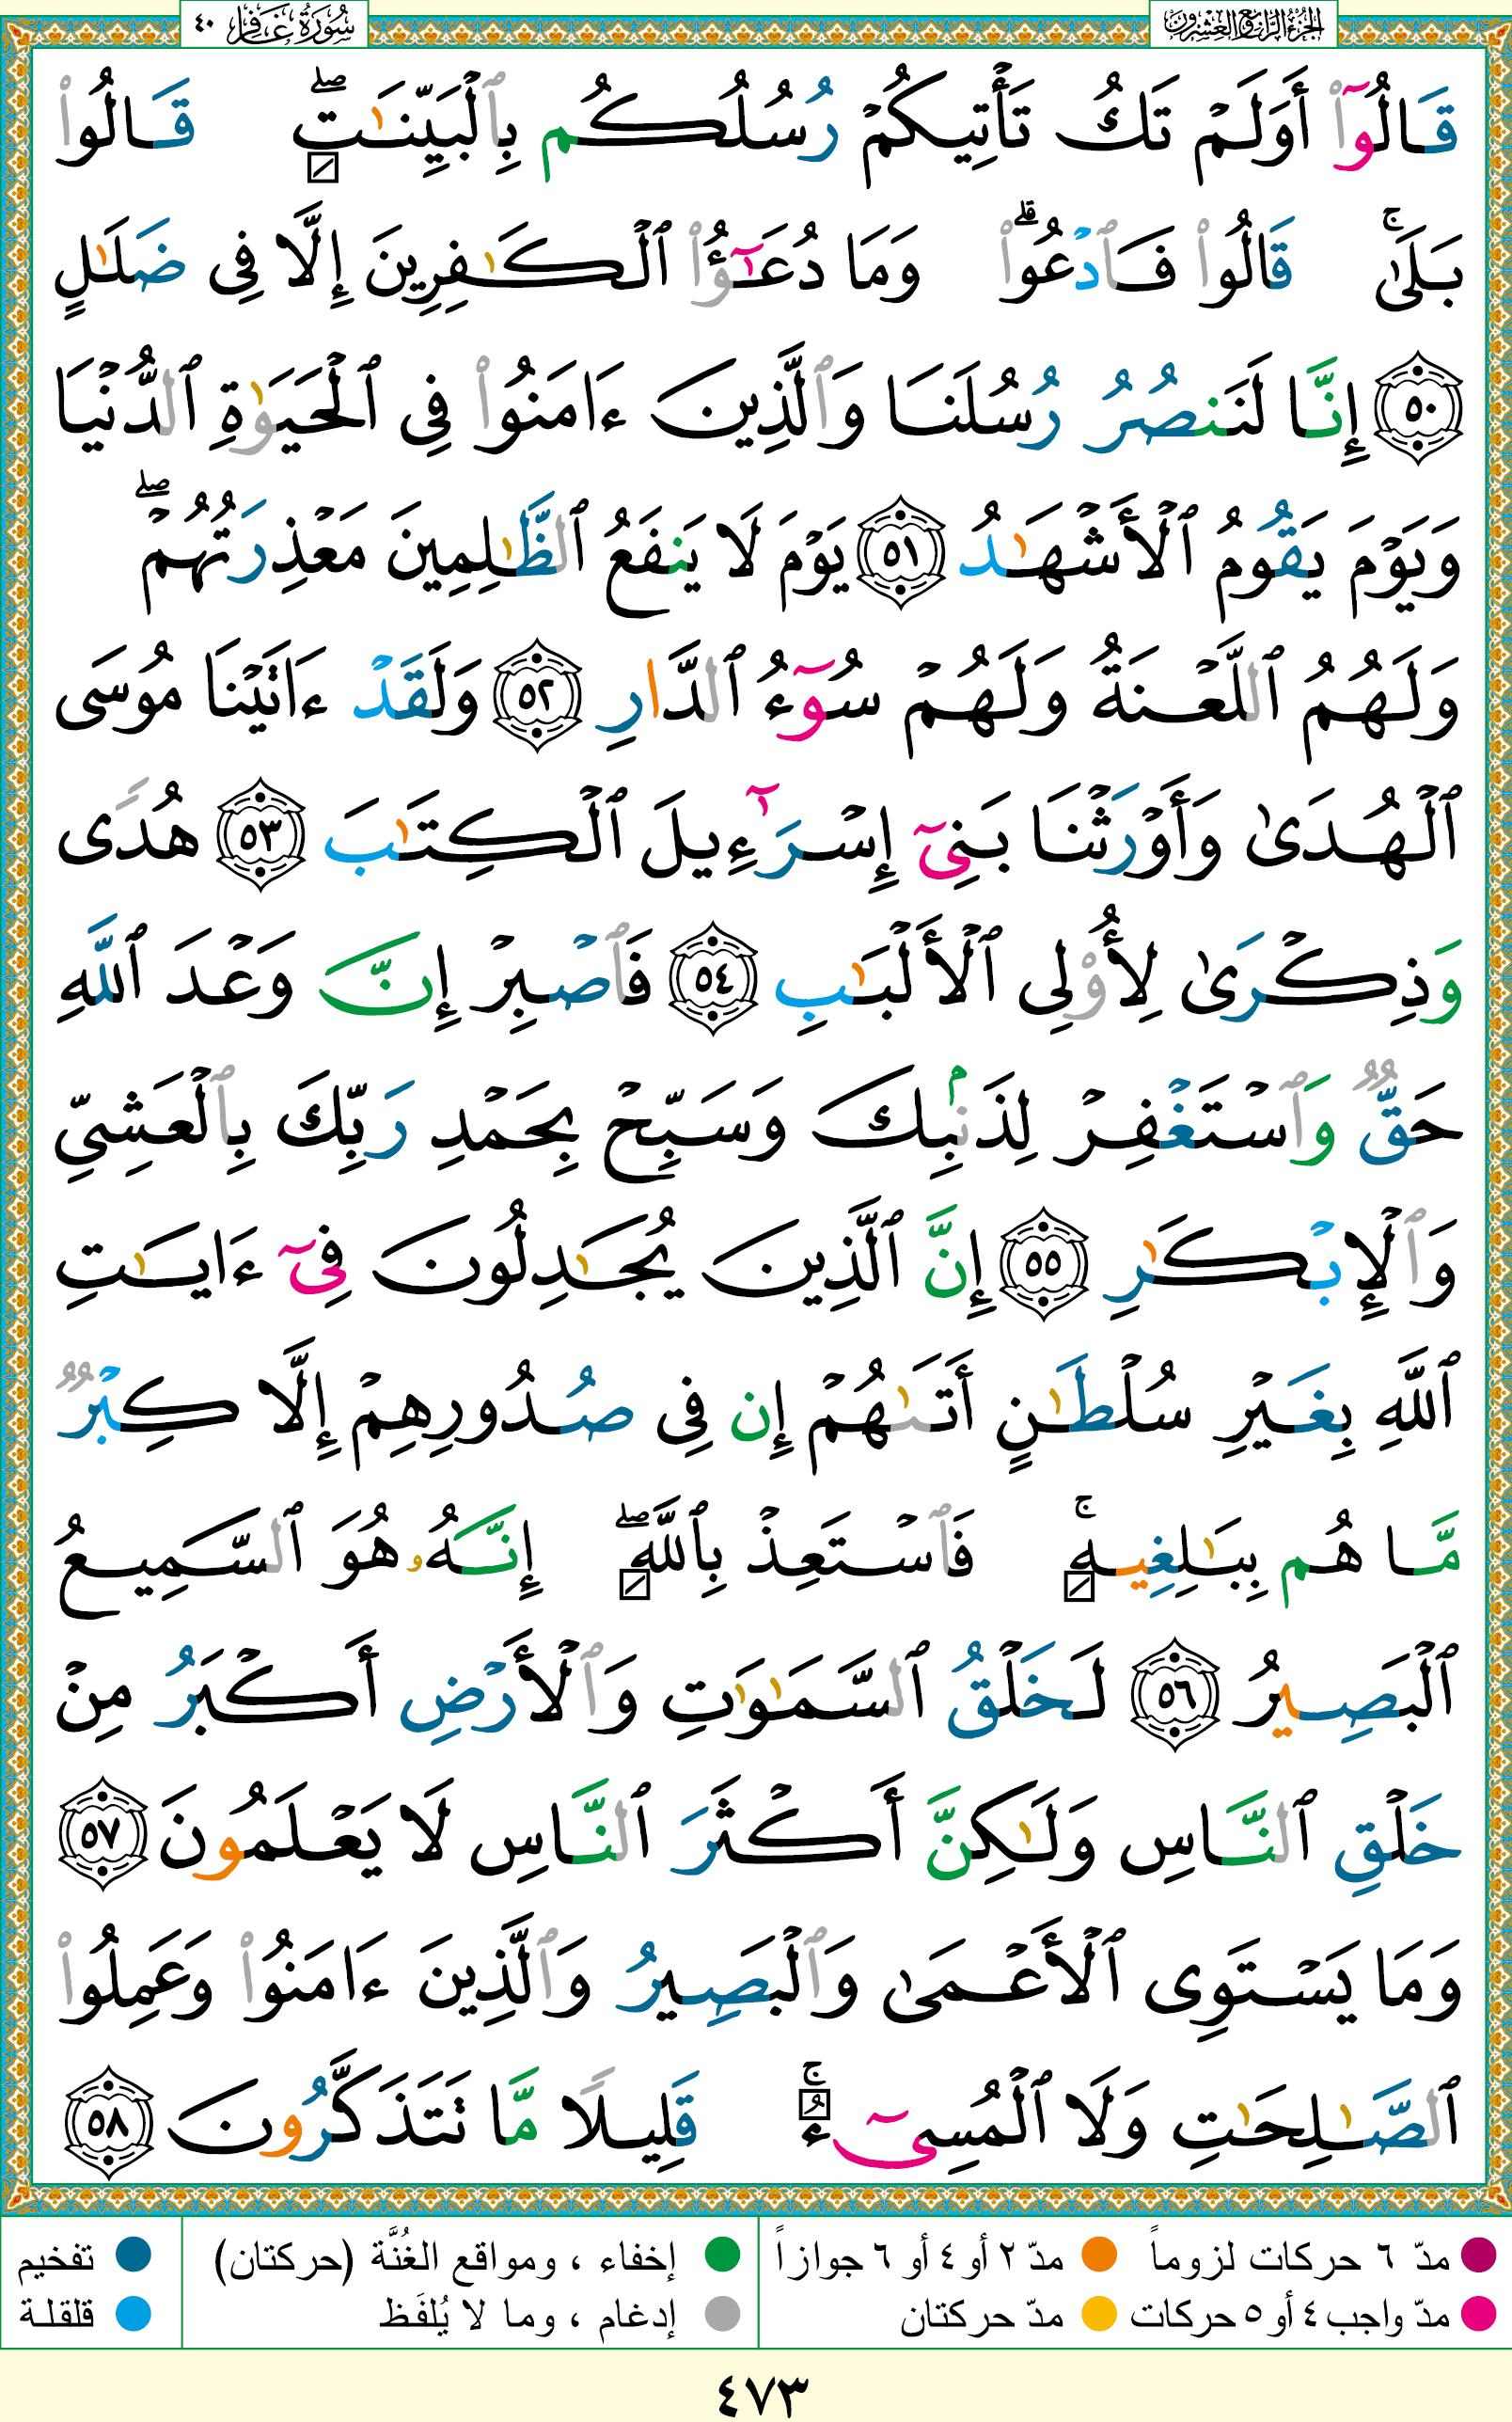 الجزء الرابع والعشرون
سُورَةُ غَافِر ٤٠
قَالُوٓا۟ أَوَلَمْ تَكُ تَأْتِيكُمْ رُسُلُكُم بِٱلْبَيِّنَـٰتِ ۖ قَالُوا۟
بَلَىٰ ۚ قَالُوا۟ فَٱدْعُوا۟ ۗ وَمَا دُعَـٰٓؤُا۟ ٱلْكَـٰفِرِينَ إِلَّا فِى ضَلَـٰلٍ
٥٠ إِنَّا لَنَنصُرُ رُسُلَنَا وَٱلَّذِينَ ءَامَنُوا۟ فِى ٱلْحَيَوٰةِ ٱلدُّنْيَا
وَيَوْمَ يَقُومُ ٱلْأَشْهَـٰدُ ٥١ يَوْمَ لَا يَنفَعُ ٱلظَّـٰلِمِينَ مَعْذِرَتُهُمْ ۖ
وَلَهُمُ ٱللَّعْنَةُ وَلَهُمْ سُوٓءُ ٱلدَّارِ ٥٢ وَلَقَدْ ءَاتَيْنَا مُوسَى
ٱلْهُدَىٰ وَأَوْرَثْنَا بَنِىٓ إِسْرَٰٓءِيلَ ٱلْكِتَـٰبَ ٥٣ هُدًى
وَذِكْرَىٰ لِأُو۟لِى ٱلْأَلْبَـٰبِ ٥٤ فَٱصْبِرْ إِنَّ وَعْدَ ٱللَّهِ
حَقٌّ وَٱسْتَغْفِرْ لِذَنۢبِكَ وَسَبِّحْ بِحَمْدِ رَبِّكَ بِٱلْعَشِىِّ
وَٱلْإِبْكَـٰرِ ٥٥ إِنَّ ٱلَّذِينَ يُجَـٰدِلُونَ فِىٓ ءَايَـٰتِ
ٱللَّهِ بِغَيْرِ سُلْطَـٰنٍ أَتَىٰهُمْ إِن فِى صُدُورِهِمْ إِلَّا كِبْرٌ
مَّا هُم بِبَـٰلِغِيهِ ۚ فَٱسْتَعِذْ بِٱللَّهِ ۖ إِنَّهُۥ هُوَ ٱلسَّمِيعُ
ٱلْبَصِيرُ ٥٦ لَخَلْقُ ٱلسَّمَـٰوَٰتِ وَٱلْأَرْضِ أَكْبَرُ مِنْ
خَلْقِ ٱلنَّاسِ وَلَـٰكِنَّ أَكْثَرَ ٱلنَّاسِ لَا يَعْلَمُونَ ٥٧
وَمَا يَسْتَوِى ٱلْأَعْمَىٰ وَٱلْبَصِيرُ وَٱلَّذِينَ ءَامَنُوا۟ وَعَمِلُوا۟
ٱلصَّـٰلِحَـٰتِ وَلَا ٱلْمُسِىٓءُ ۚ قَلِيلًا مَّا تَتَذَكَّرُونَ ٥٨
مدّ ٦ حركات لزوماً مدّ ٢ أو ٤ أو ٦ جوازاً إخفاء ، ومواقع الغُنَّة (حركتان) تفخيم
مدّ واجب ٤ أو ٥ حركات مدّ حركتان إدغام ، وما لا يُلفَظ قلقلة
٤٧٣